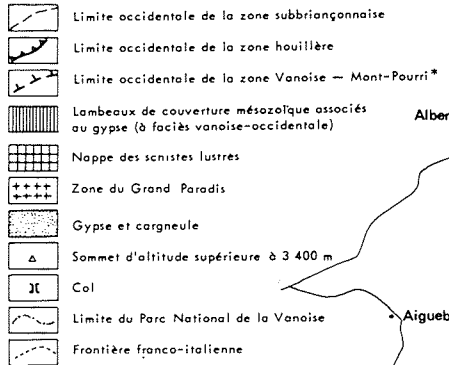 Limite occidentale de la zone subbriançonnaise
Limite occidentale de la zone houillère
Limite occidentale de la zone Vanoise — Mont-Pourri*
Lambeaux de couverture mésozoïque associés
au gypse (à faciès vanoise-occidentale)
Alber
Nappe des schistes lustres
Zone du Grand Paradis
Gypse et cargneule
Sommet d'altitude supérieure à 3 400 m
Col
Limite du Parc National de la Vanoise
Aigueb
Frontière franco-italienne